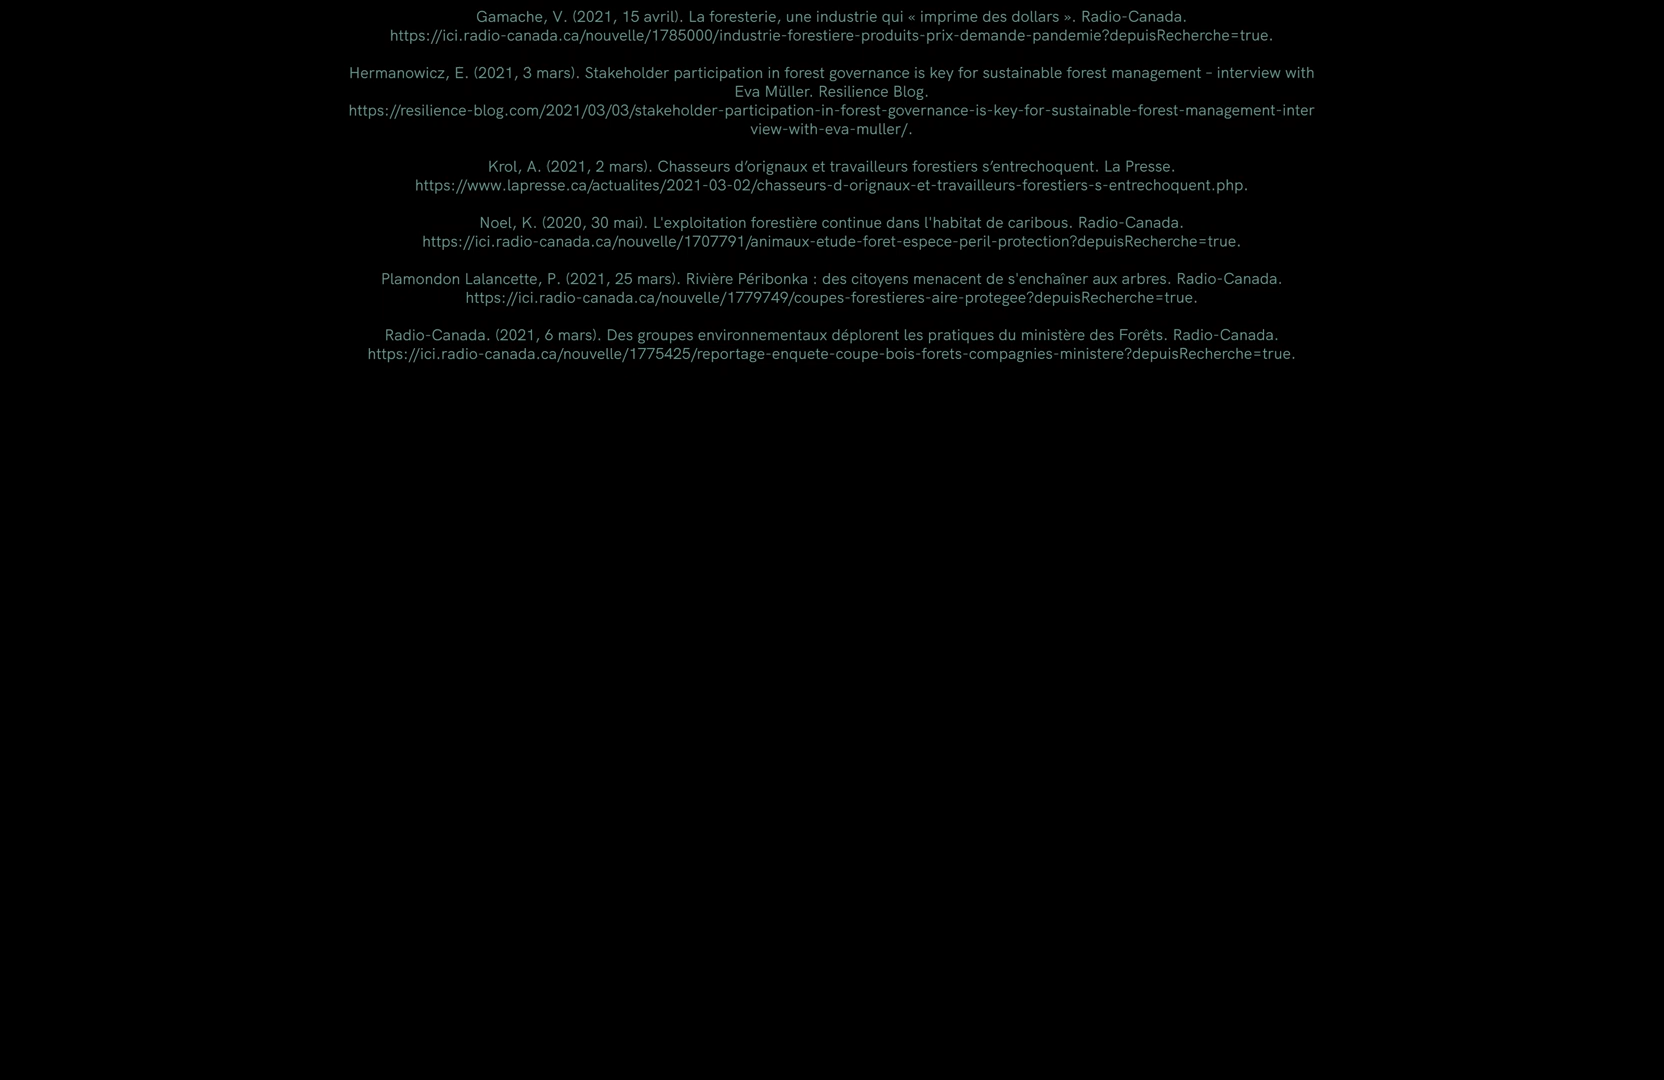 Gamache, V. (2021, 15 avril). La foresterie, une industrie qui « imprime des dollars ». Radio-Canada.
https://ici.radio-canada.ca/nouvelle/1785000/industrie-forestiere-produits-prix-demande-pandemie?depuisRecherche=true.
Hermanowicz, E. (2021, 3 mars). Stakeholder participation in forest governance is key for sustainable forest management – interview with
Eva Müller. Resilience Blog.
https://resilience-blog.com/2021/03/03/stakeholder-participation-in-forest-governance-is-key-for-sustainable-forest-management-inter
view-with-eva-muller/.
Krol, A. (2021, 2 mars). Chasseurs d’orignaux et travailleurs forestiers s’entrechoquent. La Presse.
https://www.lapresse.ca/actualites/2021-03-02/chasseurs-d-orignaux-et-travailleurs-forestiers-s-entrechoquent.php.
Noel, K. (2020, 30 mai). L'exploitation forestière continue dans l'habitat de caribous. Radio-Canada.
https://ici.radio-canada.ca/nouvelle/1707791/animaux-etude-foret-espece-peril-protection?depuisRecherche=true.
Plamondon Lalancette, P. (2021, 25 mars). Rivière Péribonka : des citoyens menacent de s'enchaîner aux arbres. Radio-Canada.
https://ici.radio-canada.ca/nouvelle/1779749/coupes-forestieres-aire-protegee?depuisRecherche=true.
Radio-Canada. (2021, 6 mars). Des groupes environnementaux déplorent les pratiques du ministère des Forêts. Radio-Canada.
https://ici.radio-canada.ca/nouvelle/1775425/reportage-enquete-coupe-bois-forets-compagnies-ministere?depuisRecherche=true.